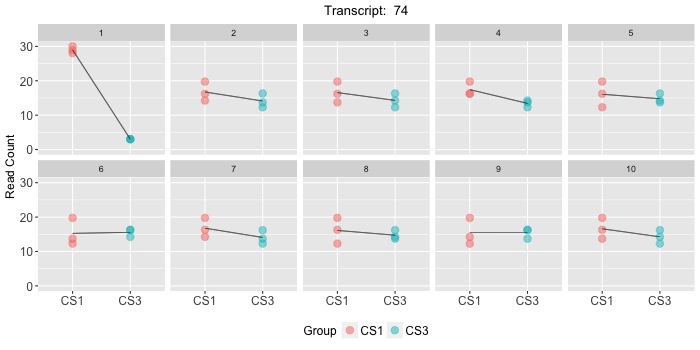 Transcript:  74
1 2 3 4 5
30
20
10
0
6 7 8 9 10
30
20
10
0
Read Count
CS1 CS3 CS1 CS3 CS1 CS3 CS1 CS3 CS1 CS3
Group CS1 CS3